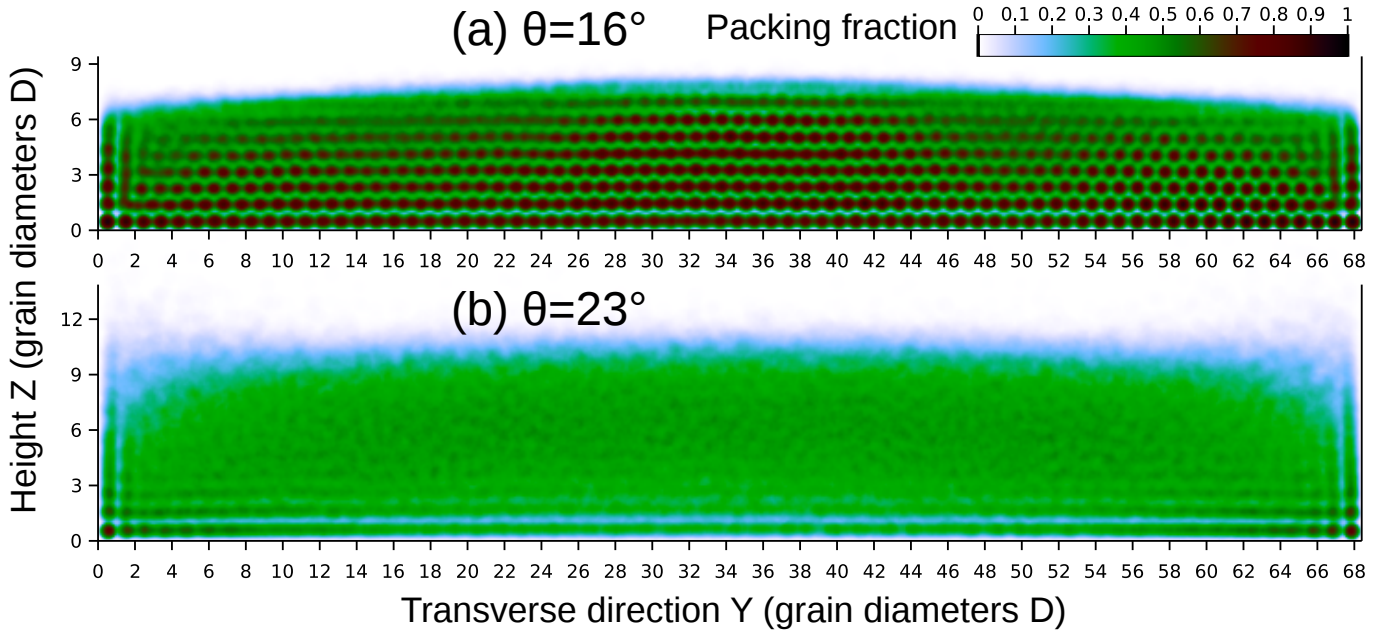 (a) θ=16° Packing fraction
0 0.1 0.2 0.3 0.4 0.5 0.6 0.7 0.8 0.9 1
9
6
3
0
0 2 4 6 8 10 12 14 16 18 20 22 24 26 28 30 32 34 36 38 40 42 44 46 48 50 52 54 56 58 60 62 64 66 68
Height Z (grain diameters D)
(b) θ=23°
12
9
6
3
0
0 2 4 6 8 10 12 14 16 18 20 22 24 26 28 30 32 34 36 38 40 42 44 46 48 50 52 54 56 58 60 62 64 66 68
Transverse direction Y (grain diameters D)